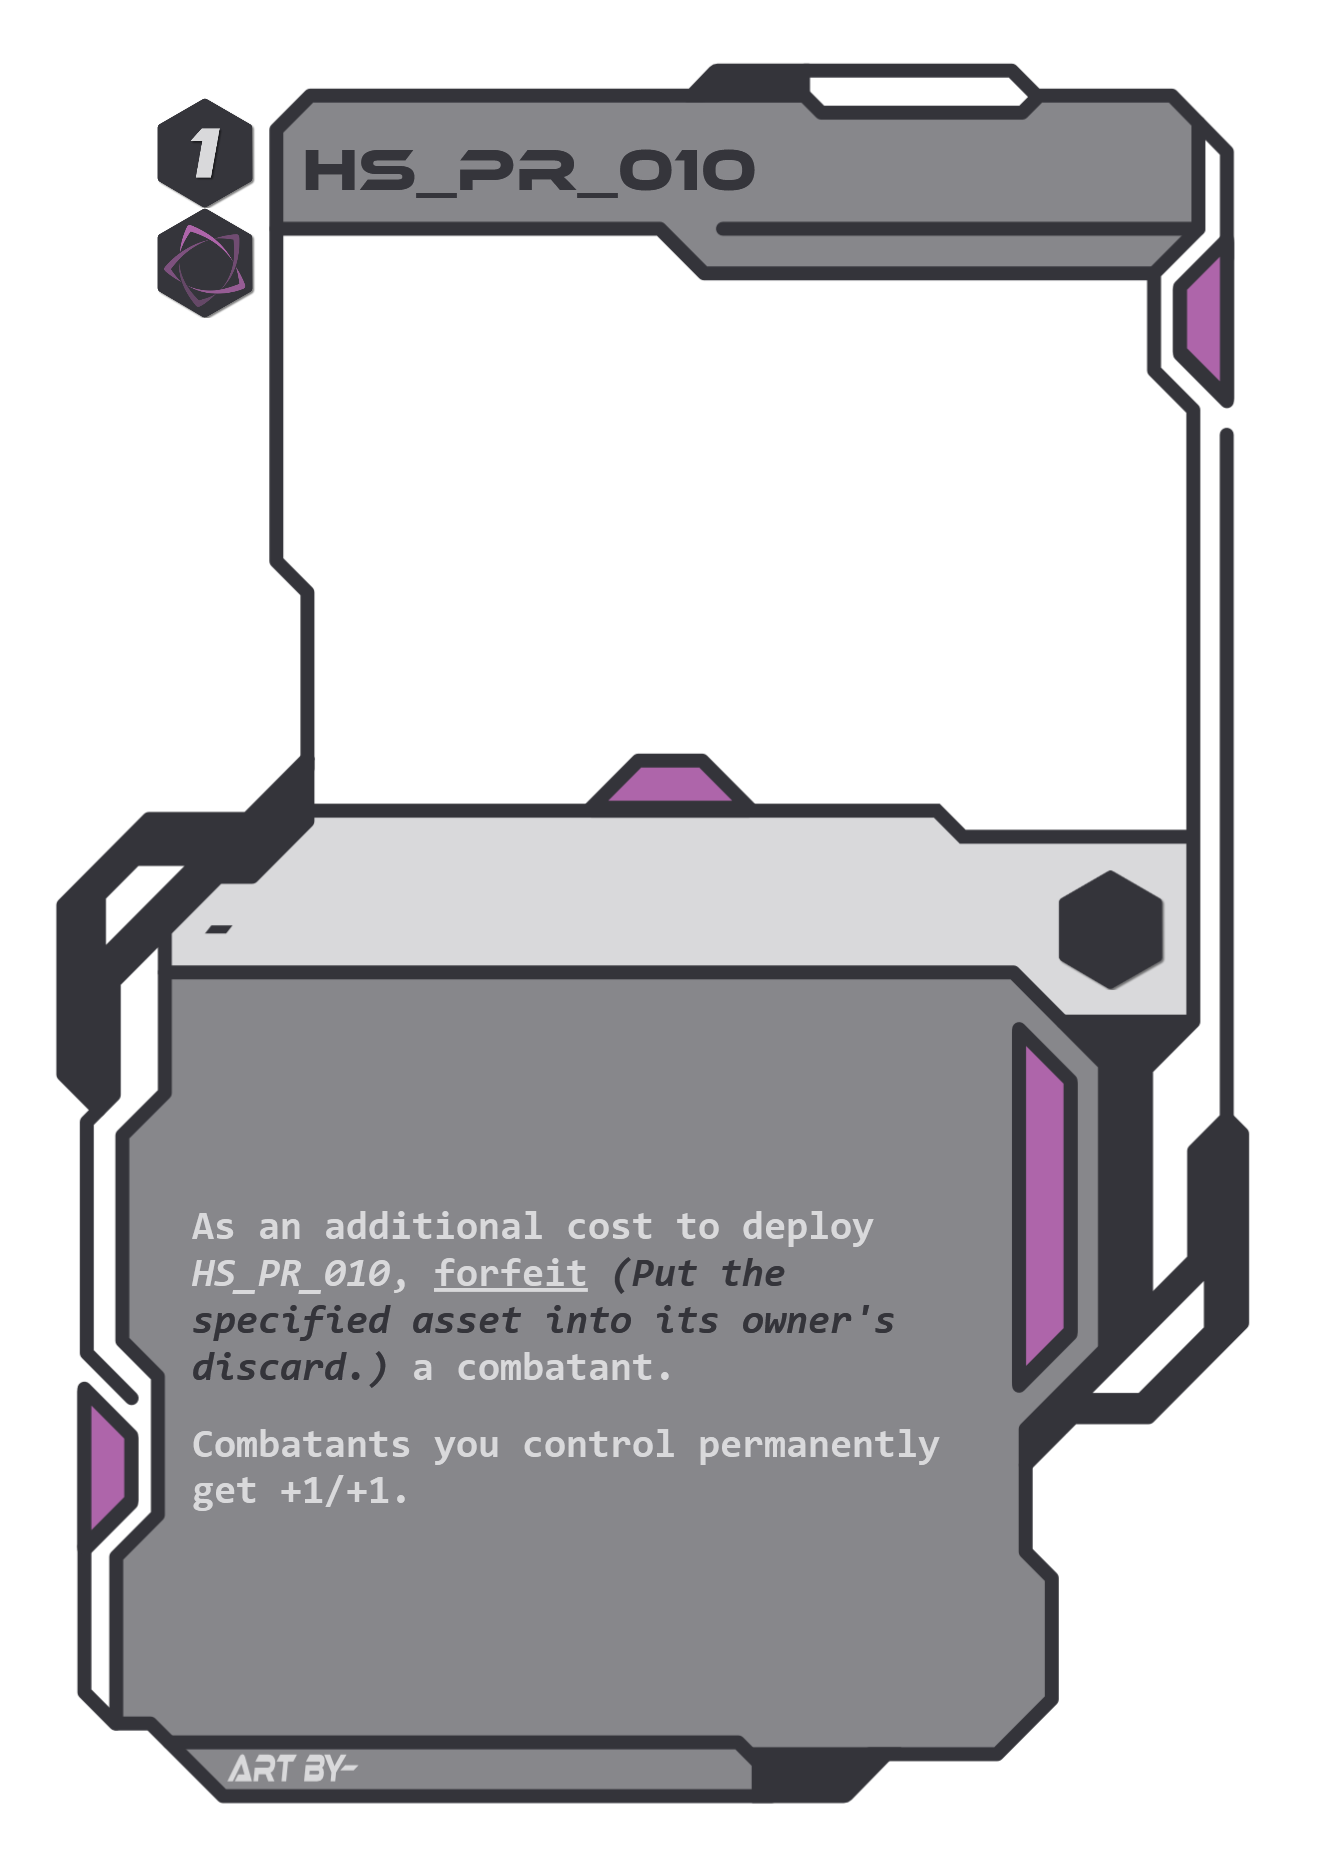 1
HS_PR_010
-
As an additional cost to deploy
HS_PR_010, forfeit (Put the
specified asset into its owner's
discard.) a combatant.
Combatants you control permanently
get +1/+1.
ART BY-